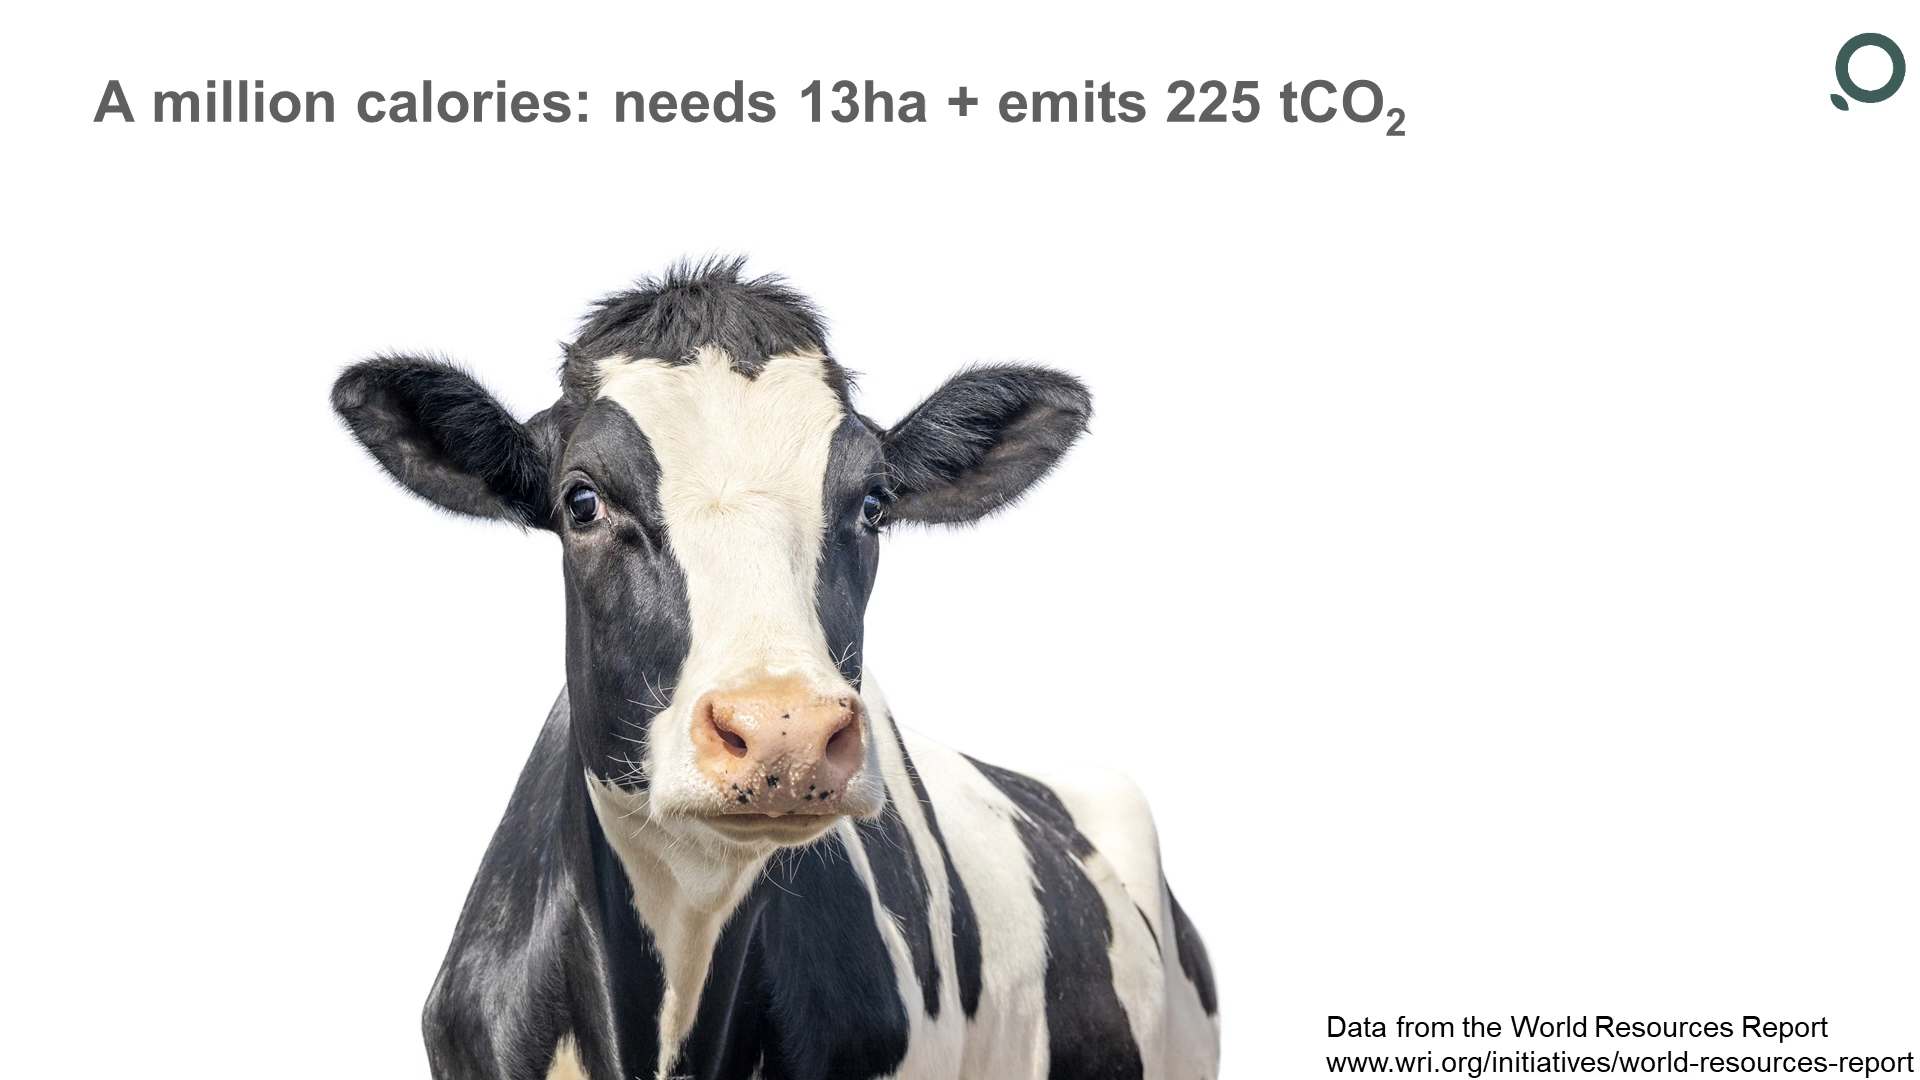 A million calories: needs 13ha + emits 225 tCO₂
Data from the World Resources Report
www.wri.org/initiatives/world-resources-report